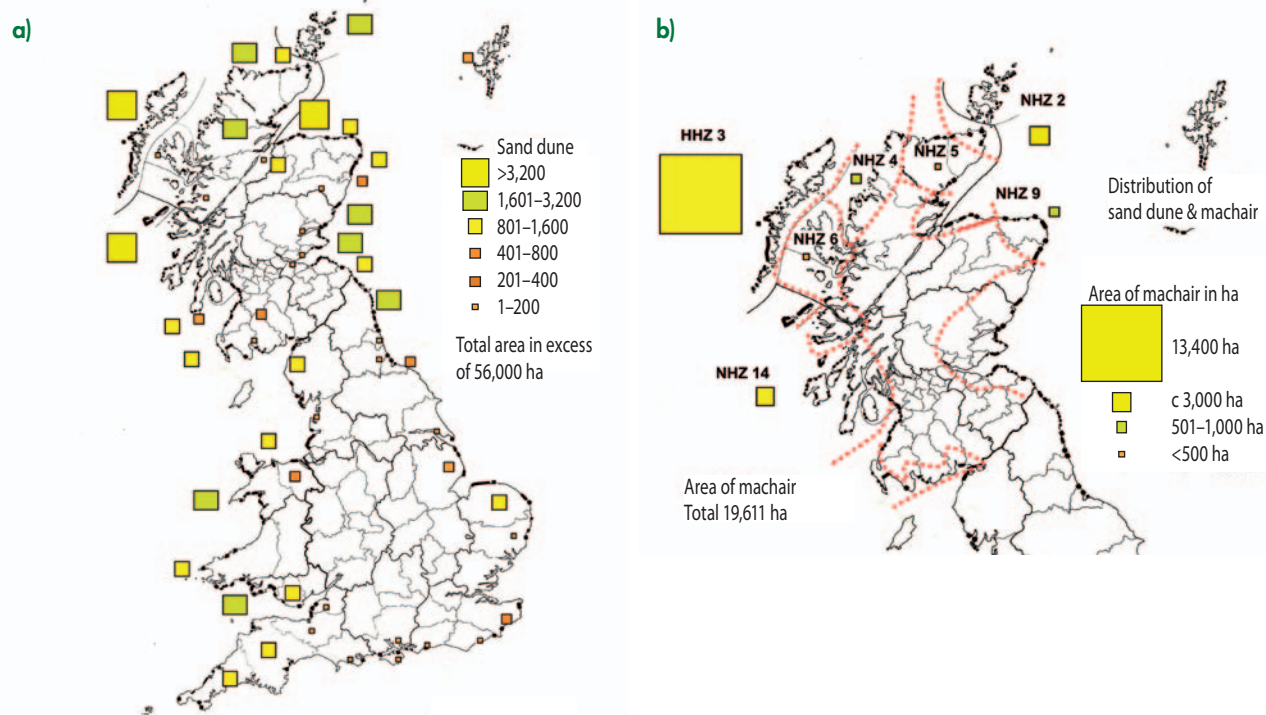 a)
Sand dune
>3,200
1,601–3,200
801–1,600
401–800
201–400
1–200
Total area in excess
of 56,000 ha
b)
NHZ 2
HHZ 3
NHZ 4
NHZ 5
NHZ 9
NHZ 6
NHZ 14
Distribution of
sand dune & machair
Area of machair in ha
13,400 ha
c 3,000 ha
501–1,000 ha
<500 ha
Area of machair
Total 19,611 ha